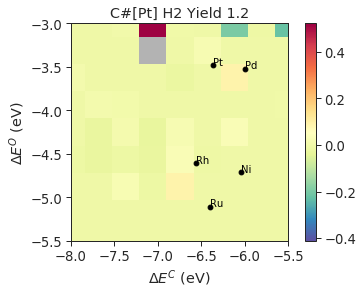 C#[Pt] H2 Yield 1.2
−3.0
−3.5
−4.0
−4.5
−5.0
−5.5
ΔE^O (eV)
Pt
Pd
Rh
Ni
Ru
−8.0 −7.5 −7.0 −6.5 −6.0 −5.5
ΔE^C (eV)
0.4
0.2
0.0
−0.2
−0.4